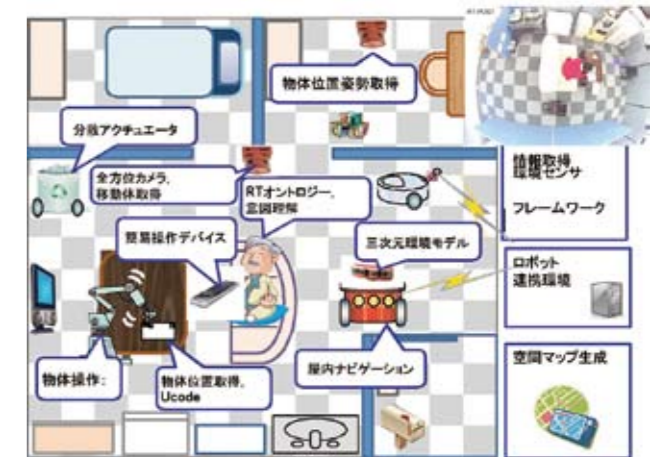 物体位置姿勢取得
分散アクチュエータ
全方位カメラ,
移動体取得
RTオントロジー,
意図理解
簡易操作デバイス
三次元環境モデル
物体操作:
物体位置取得,
Ucode
屋内ナビゲーション
情報取得
環境センサ
フレームワーク
ロボット
連携環境
空間マップ生成